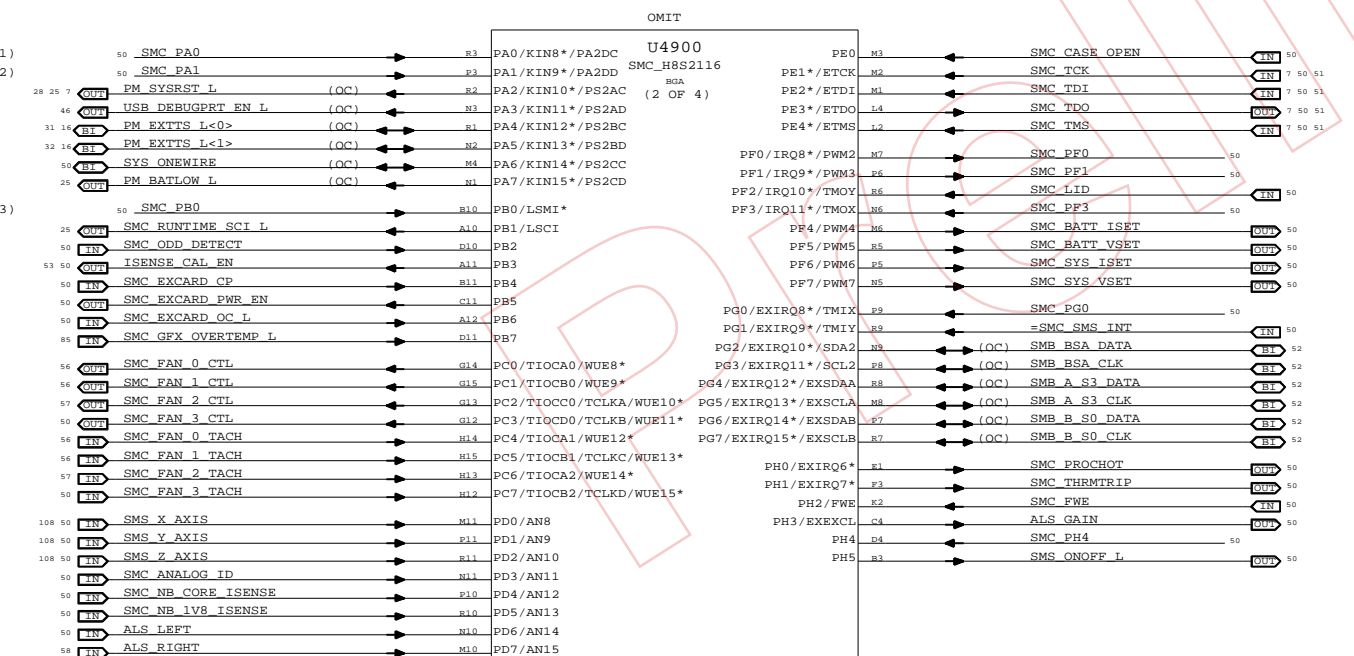 OMIT
U4900
SMC_H8S2116
BGA
(2 OF 4)
1) 50 SMC_PA0 R3 PA0/KIN8*/PA2DC
2) 50 SMC_PA1 P3 PA1/KIN9*/PA2DD
28 25 7 OUT PM_SYSRST_L (OC) R2 PA2/KIN10*/PS2AC
46 OUT USB_DEBUGPRT_EN_L (OC) N3 PA3/KIN11*/PS2AD
31 16 BI PM_EXTTS_L<0> (OC) R1 PA4/KIN12*/PS2BC
32 16 BI PM_EXTTS_L<1> (OC) N2 PA5/KIN13*/PS2BD
50 BI SYS_ONEWIRE (OC) M4 PA6/KIN14*/PS2CC
25 OUT PM_BATLOW_L (OC) N1 PA7/KIN15*/PS2CD
3) 50 SMC_PB0 B10 PB0/LSMI*
25 OUT SMC_RUNTIME_SCI_L A10 PB1/LSCI
50 IN SMC_ODD_DETECT D10 PB2
53 50 OUT ISENSE_CAL_EN A11 PB3
50 IN SMC_EXCARD_CP B11 PB4
50 OUT SMC_EXCARD_PWR_EN C11 PB5
50 IN SMC_EXCARD_OC_L A12 PB6
85 IN SMC_GFX_OVERTEMP_L D11 PB7
56 OUT SMC_FAN_0_CTL G14 PC0/TIOCA0/WUE8*
56 OUT SMC_FAN_1_CTL G15 PC1/TIOCB0/WUE9*
57 OUT SMC_FAN_2_CTL G13 PC2/TIOCC0/TCLKA/WUE10*
50 OUT SMC_FAN_3_CTL G12 PC3/TIOCD0/TCLKB/WUE11*
56 IN SMC_FAN_0_TACH H14 PC4/TIOCA1/WUE12*
56 IN SMC_FAN_1_TACH H15 PC5/TIOCB1/TCLKC/WUE13*
57 IN SMC_FAN_2_TACH H13 PC6/TIOCA2/WUE14*
50 IN SMC_FAN_3_TACH H12 PC7/TIOCB2/TCLKD/WUE15*
108 50 IN SMS_X_AXIS M11 PD0/AN8
108 50 IN SMS_Y_AXIS P11 PD1/AN9
108 50 IN SMS_Z_AXIS R11 PD2/AN10
50 IN SMC_ANALOG_ID N11 PD3/AN11
50 IN SMC_NB_CORE_ISENSE P10 PD4/AN12
50 IN SMC_NB_1V8_ISENSE R10 PD5/AN13
50 IN ALS_LEFT N10 PD6/AN14
58 IN ALS_RIGHT M10 PD7/AN15
PE0 M3 SMC_CASE_OPEN IN 50
PE1*/ETCK M2 SMC_TCK IN 7 50 51
PE2*/ETDI M1 SMC_TDI IN 7 50 51
PE3*/ETDO L4 SMC_TDO OUT 7 50 51
PE4*/ETMS L2 SMC_TMS IN 7 50 51
PF0/IRQ8*/PWM2 M7 SMC_PF0 50
PF1/IRQ9*/PWM3 P6 SMC_PF1 50
PF2/IRQ10*/TMOY R6 SMC_LID IN 50
PF3/IRQ11*/TMOX N6 SMC_PF3 50
PF4/PWM4 M6 SMC_BATT_ISET OUT 50
PF5/PWM5 R5 SMC_BATT_VSET OUT 50
PF6/PWM6 P5 SMC_SYS_ISET OUT 50
PF7/PWM7 N5 SMC_SYS_VSET OUT 50
PG0/EXIRQ8*/TMIX P9 SMC_PG0 50
PG1/EXIRQ9*/TMIY R9 =SMC_SMS_INT IN 50
PG2/EXIRQ10*/SDA2 N9 (OC) SMB_BSA_DATA BI 52
PG3/EXIRQ11*/SCL2 P8 (OC) SMB_BSA_CLK BI 52
PG4/EXIRQ12*/EXSDAA R8 (OC) SMB_A_S3_DATA BI 52
PG5/EXIRQ13*/EXSCLA M8 (OC) SMB_A_S3_CLK BI 52
PG6/EXIRQ14*/EXSDAB P7 (OC) SMB_B_S0_DATA BI 52
PG7/EXIRQ15*/EXSCLB R7 (OC) SMB_B_S0_CLK BI 52
PH0/EXIRQ6* E1 SMC_PROCHOT OUT 50
PH1/EXIRQ7* F3 SMC_THRMTRIP OUT 50
PH2/FWE K2 SMC_FWE IN 50
PH3/EXEXCL C4 ALS_GAIN OUT 50
PH4 D4 SMC_PH4 50
PH5 B3 SMS_ONOFF_L OUT 50